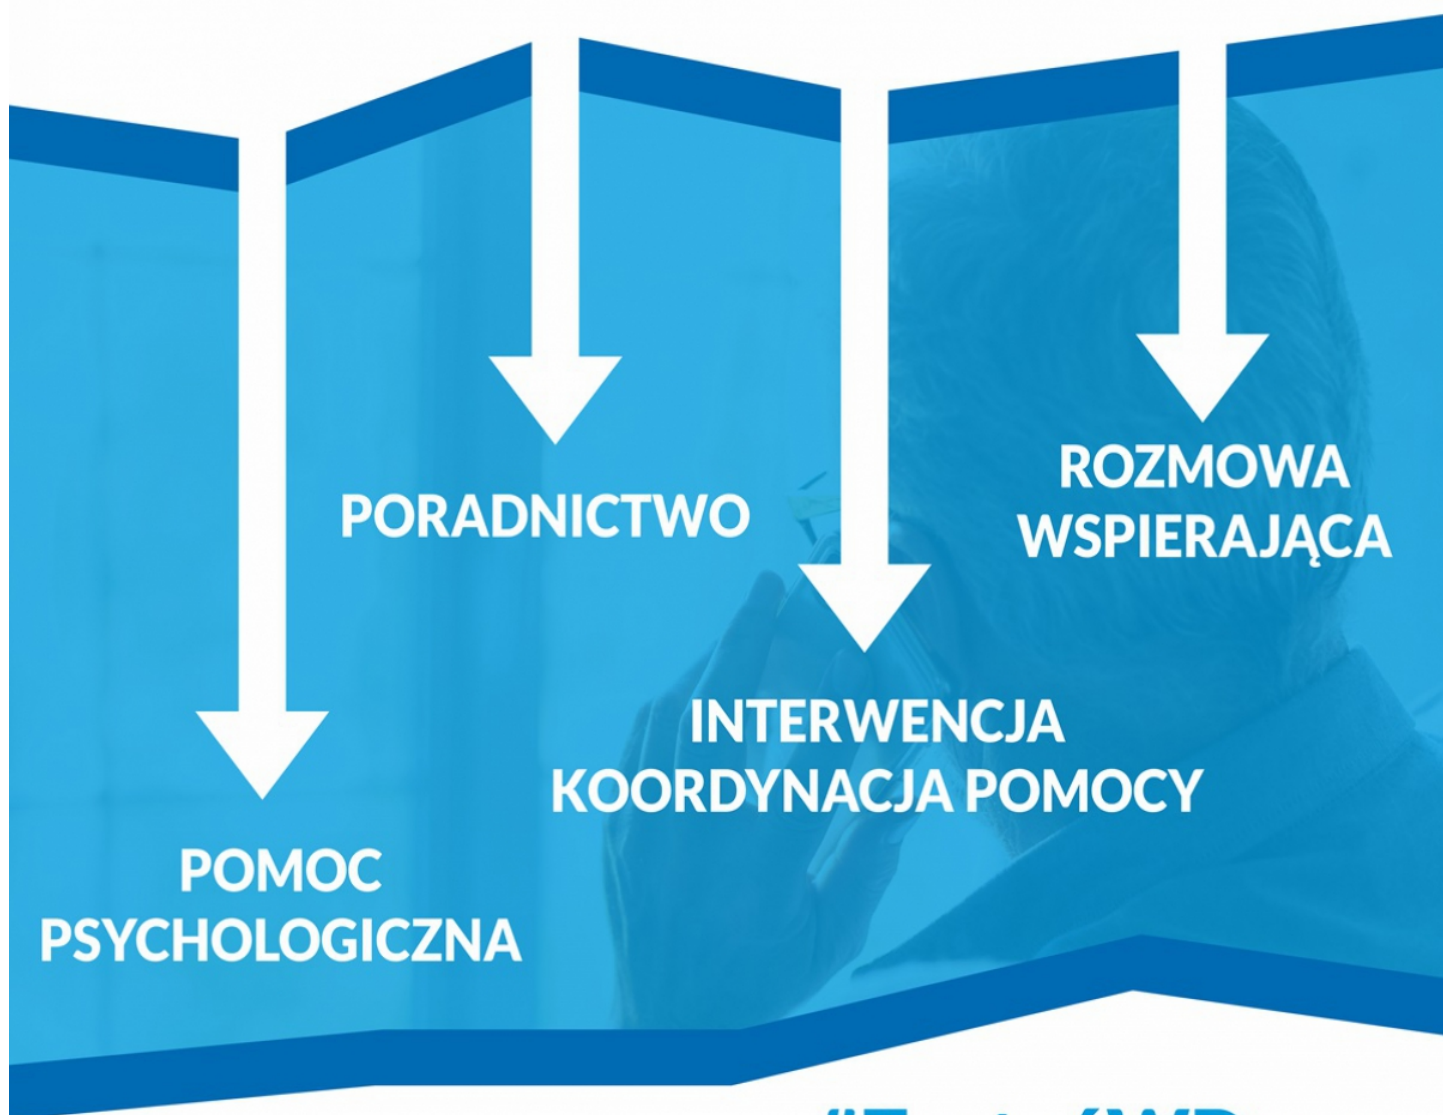 PORADNICTWO
ROZMOWA
WSPIERAJĄCA
INTERWENCJA
KOORDYNACJA POMOCY
POMOC
PSYCHOLOGICZNA